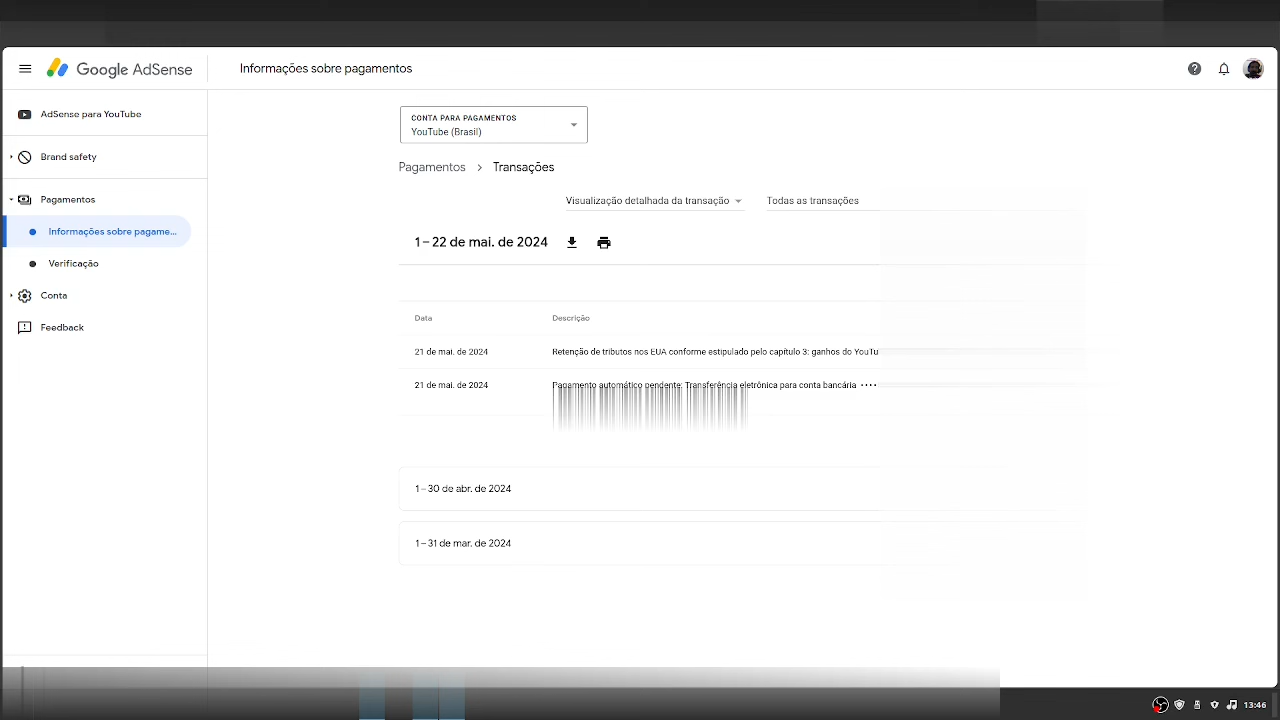 Google AdSense
Informações sobre pagamentos
AdSense para YouTube
Brand safety
Pagamentos
Informações sobre pagame...
Verificação
Conta
Feedback
CONTA PARA PAGAMENTOS
YouTube (Brasil)
Pagamentos > Transações
Visualização detalhada da transação
Todas as transações
1 – 22 de mai. de 2024
Data
Descrição
21 de mai. de 2024
Retenção de tributos nos EUA conforme estipulado pelo capítulo 3: ganhos do YouTu
21 de mai. de 2024
Pagamento automático pendente: Transferência eletrônica para conta bancária ••••
1 – 30 de abr. de 2024
1 – 31 de mar. de 2024
13:46